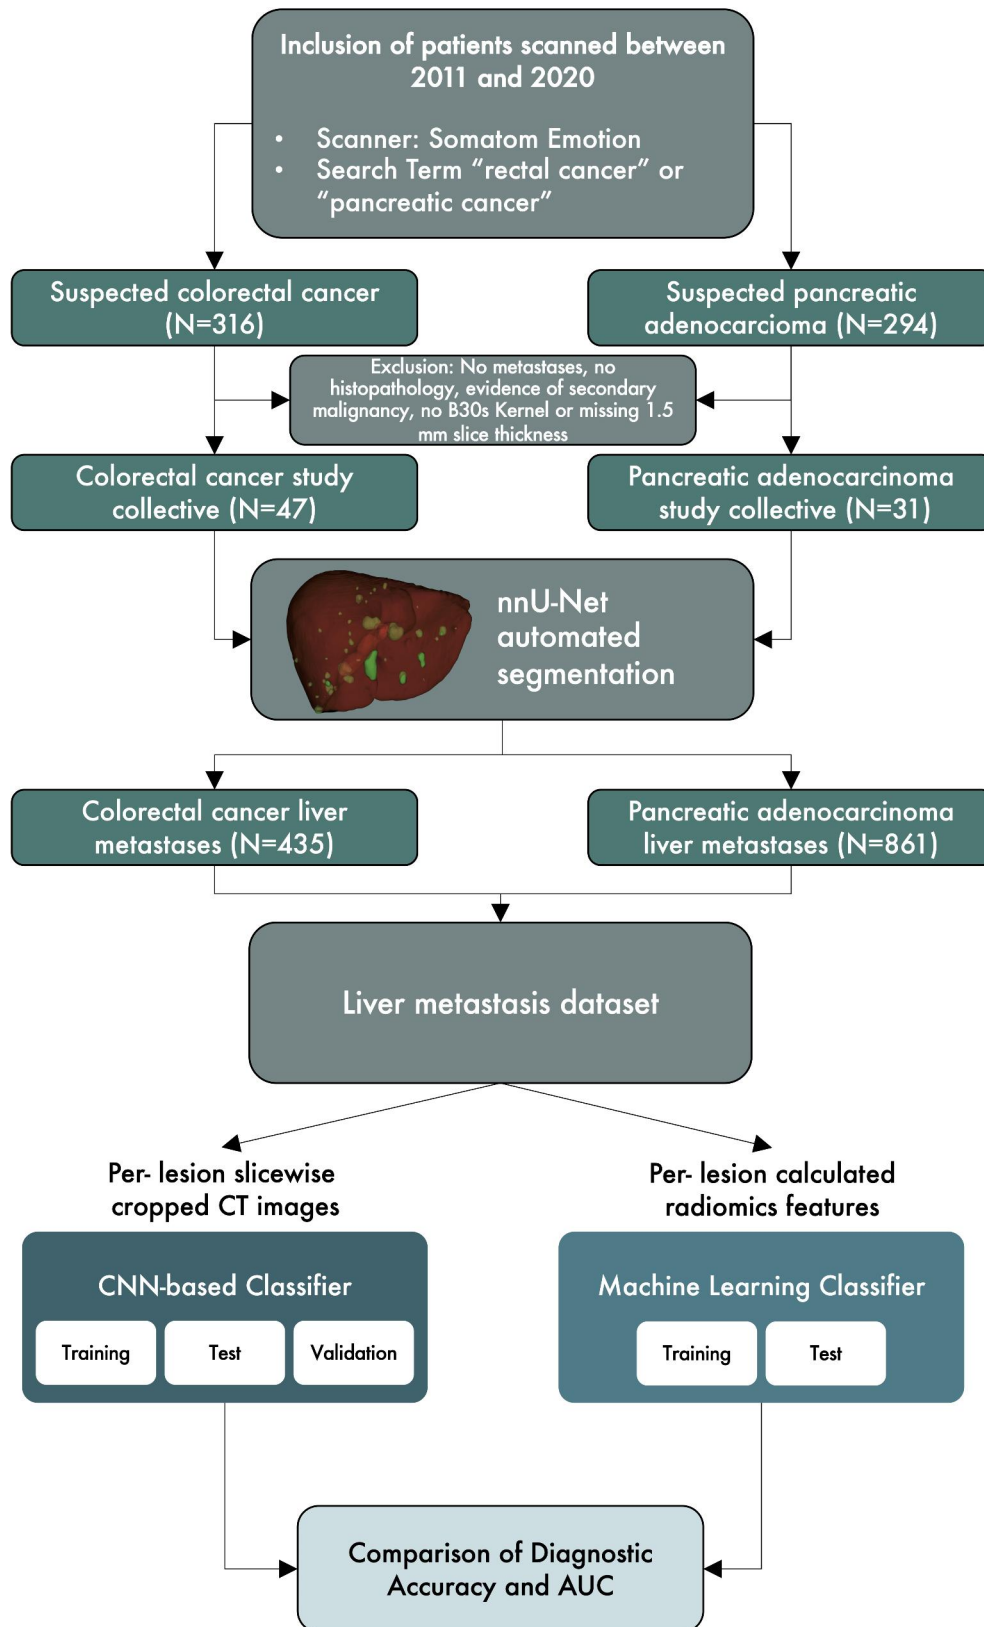 Inclusion of patients scanned between
2011 and 2020
• Scanner: Somatom Emotion
• Search Term “rectal cancer” or
“pancreatic cancer”
Suspected colorectal cancer
(N=316)
Suspected pancreatic
adenocarcioma (N=294)
Exclusion: No metastases, no
histopathology, evidence of secondary
malignancy, no B30s Kernel or missing 1.5
mm slice thickness
Colorectal cancer study
collective (N=47)
Pancreatic adenocarcinoma
study collective (N=31)
nnU-Net
automated
segmentation
Colorectal cancer liver
metastases (N=435)
Pancreatic adenocarcinoma
liver metastases (N=861)
Liver metastasis dataset
Per- lesion slicewise
cropped CT images
Per- lesion calculated
radiomics features
CNN-based Classifier
Training
Test
Validation
Machine Learning Classifier
Training
Test
Comparison of Diagnostic
Accuracy and AUC